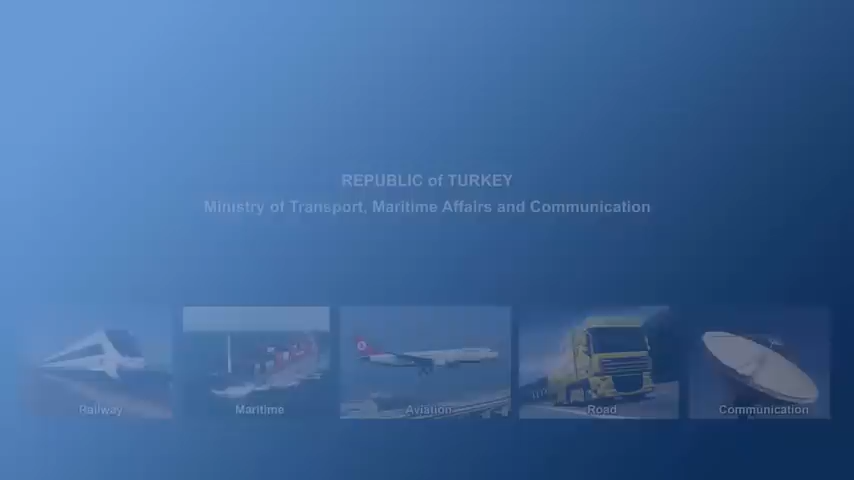 REPUBLIC of TURKEY
Ministry of Transport, Maritime Affairs and Communication
Railway
Maritime
Aviation
Road
Communication